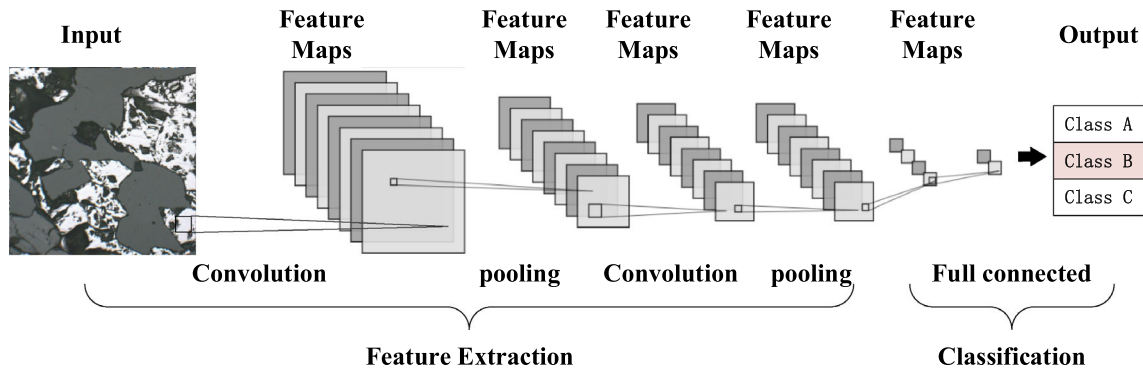 Input
Feature
Maps
Feature
Maps
Feature
Maps
Feature
Maps
Feature
Maps
Output
Class A
Class B
Class C
Convolution
pooling
Convolution
pooling
Full connected
Feature Extraction
Classification